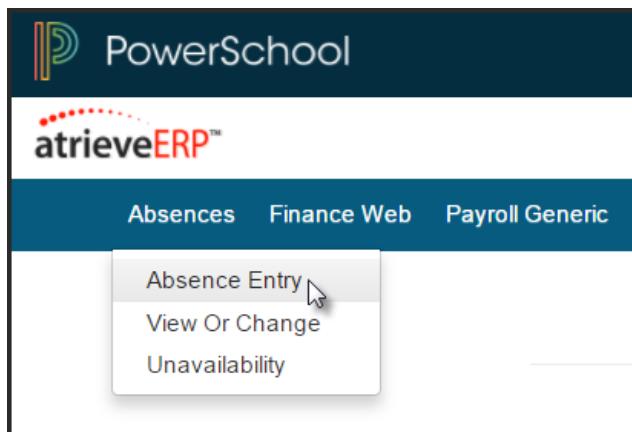 PowerSchool
atrieveERP™
Absences Finance Web Payroll Generic
Absence Entry
View Or Change
Unavailability